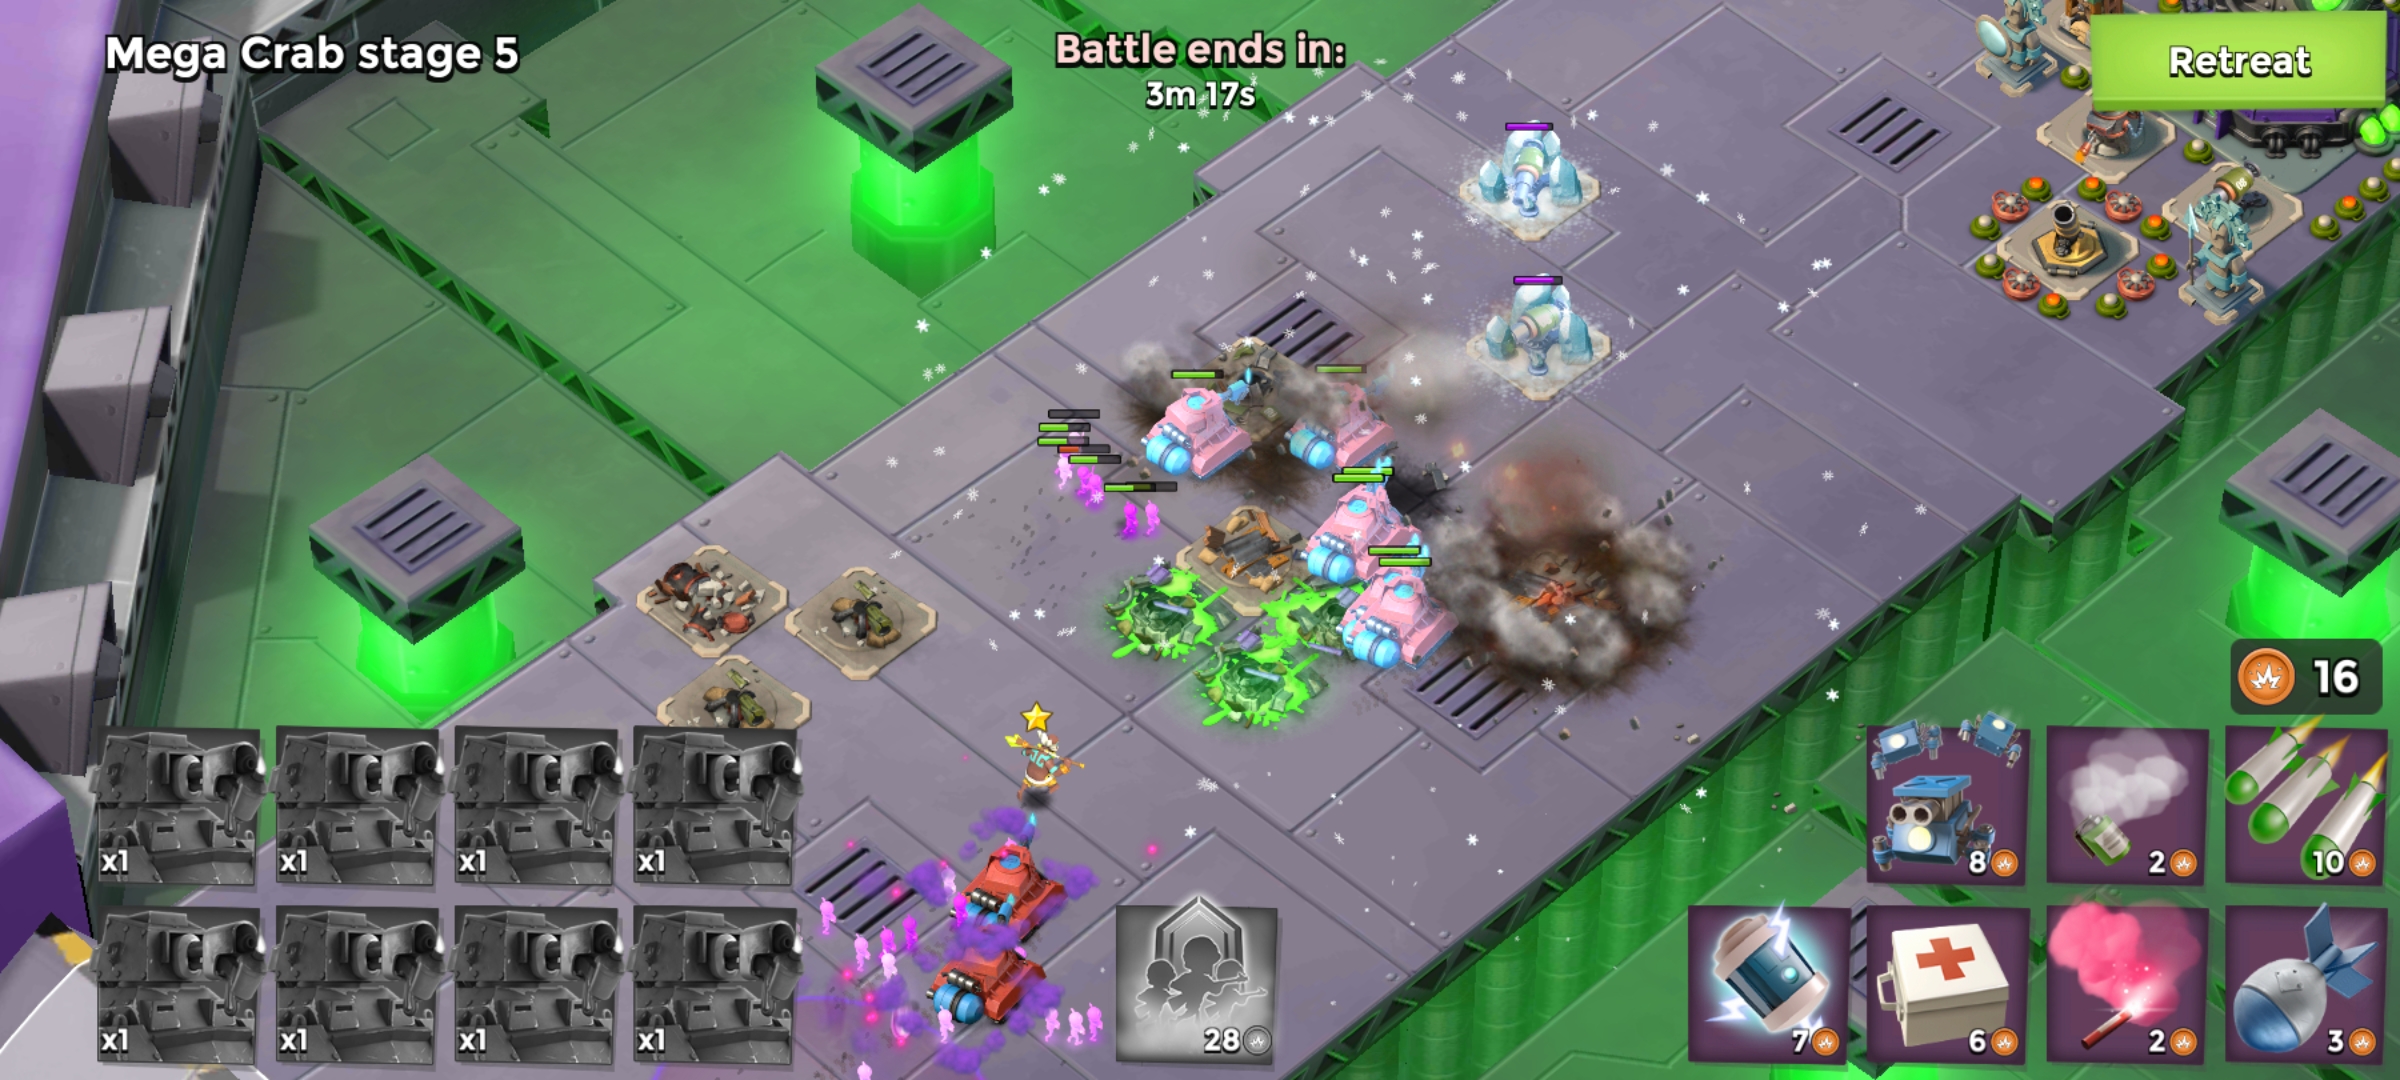 Mega Crab stage 5
Battle ends in:
3m 17s
Retreat
16
x1
x1
x1
x1
8
2
10
x1
x1
x1
x1
28
7
6
2
3